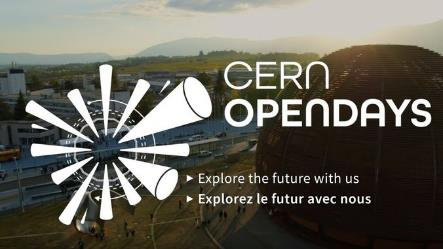 CERN
OPENDAYS
Explore the future with us
Explorez le futur avec nous